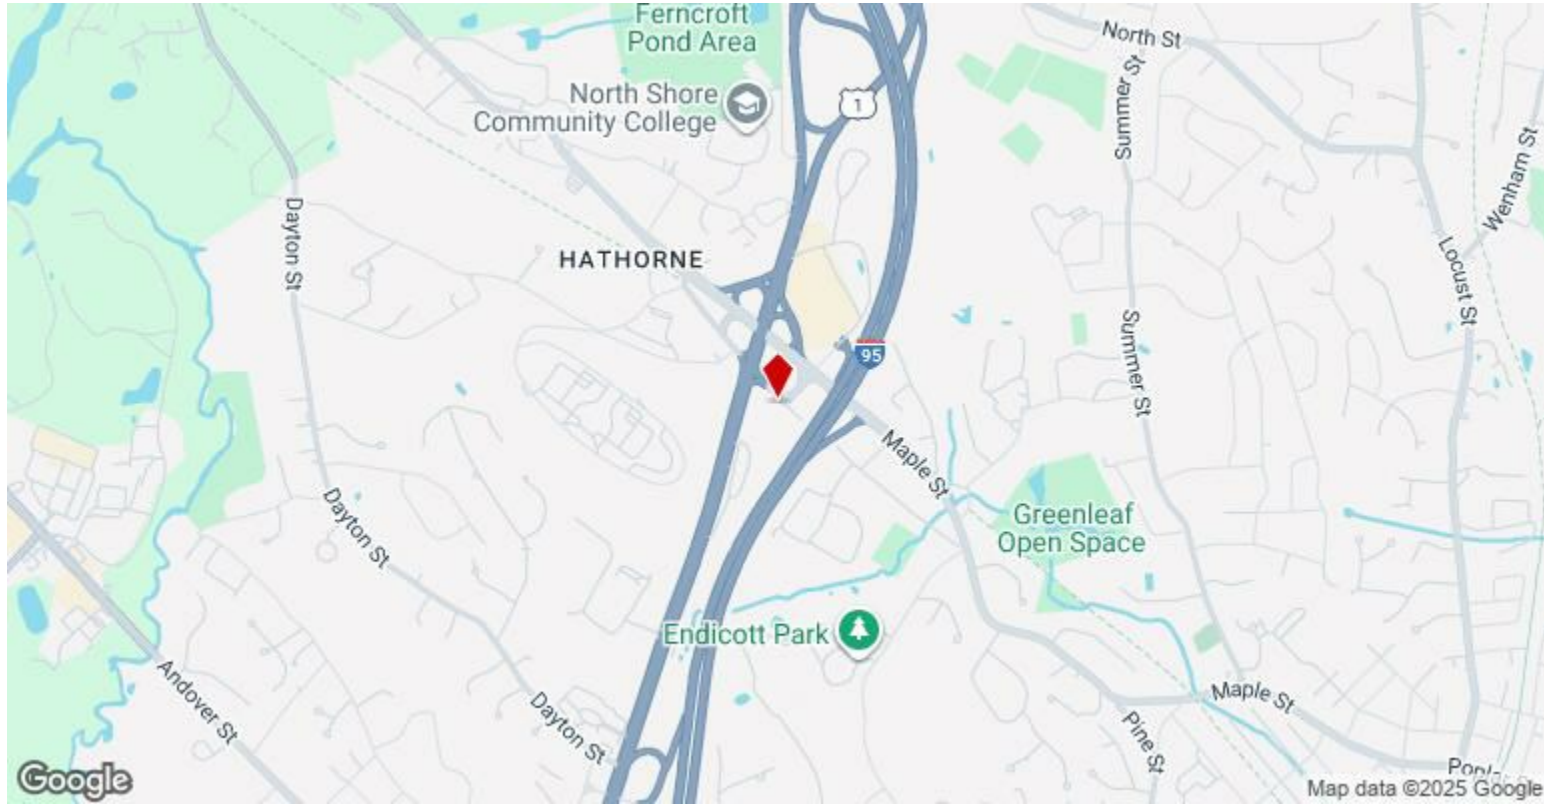 Ferncroft
Pond Area
North St
North Shore
Community College
1
Summer St
Wenham St
Dayton St
HATHORNE
Locust St
95
Summer St
Maple St
Dayton St
Greenleaf
Open Space
Endicott Park
Andover St
Dayton St
Maple St
Pine St
Google
Map data ©2025 Google